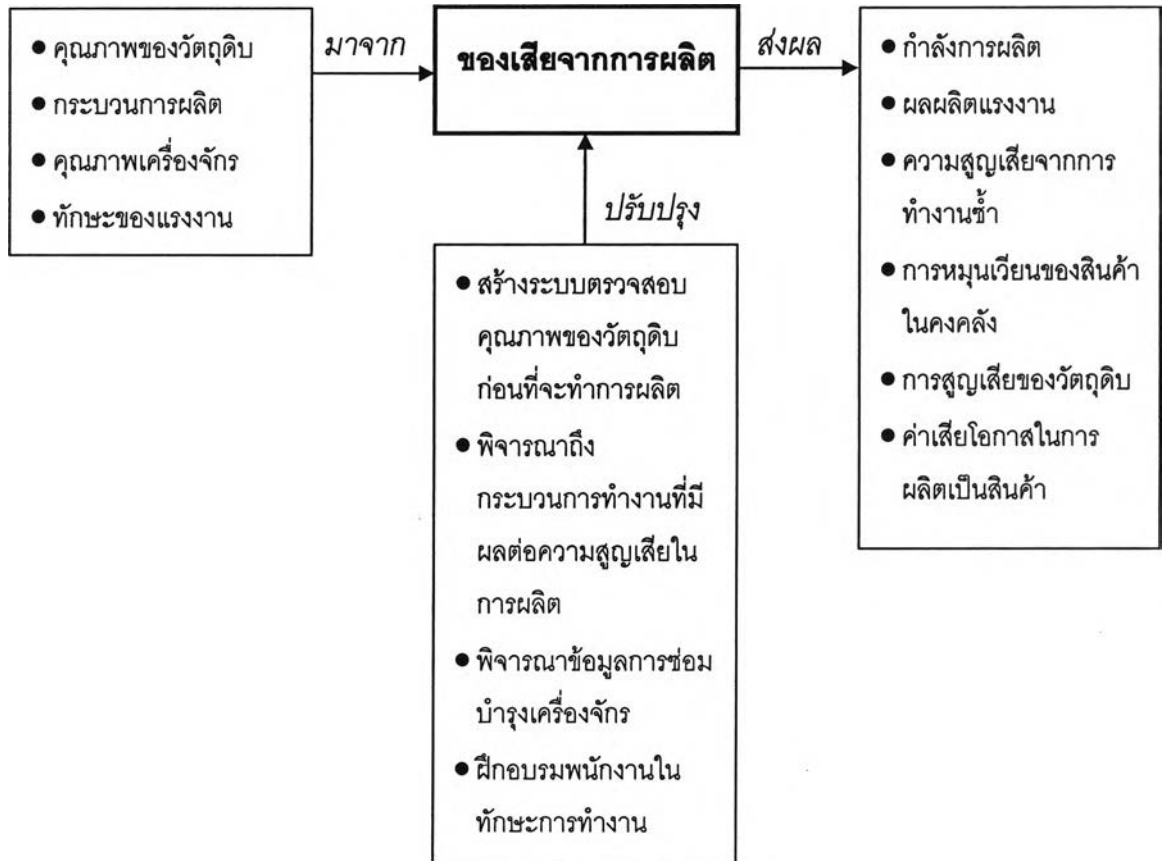 ● คุณภาพของวัตถุดิบ
● กระบวนการผลิต
● คุณภาพเครื่องจักร
● ทักษะของแรงงาน
มาจาก
ของเสียจากการผลิต
ส่งผล
● กำลังการผลิต
● ผลผลิตแรงงาน
● ความสูญเสียจากการ
ทำงานซ้ำ
● การหมุนเวียนของสินค้า
ในคงคลัง
● การสูญเสียของวัตถุดิบ
● ค่าเสียโอกาสในการ
ผลิตเป็นสินค้า
ปรับปรุง
● สร้างระบบตรวจสอบ
คุณภาพของวัตถุดิบ
ก่อนที่จะทำการผลิต
● พิจารณาถึง
กระบวนการทำงานที่มี
ผลต่อความสูญเสียใน
การผลิต
● พิจารณาข้อมูลการซ่อม
บำรุงเครื่องจักร
● ฝึกอบรมพนักงานใน
ทักษะการทำงาน